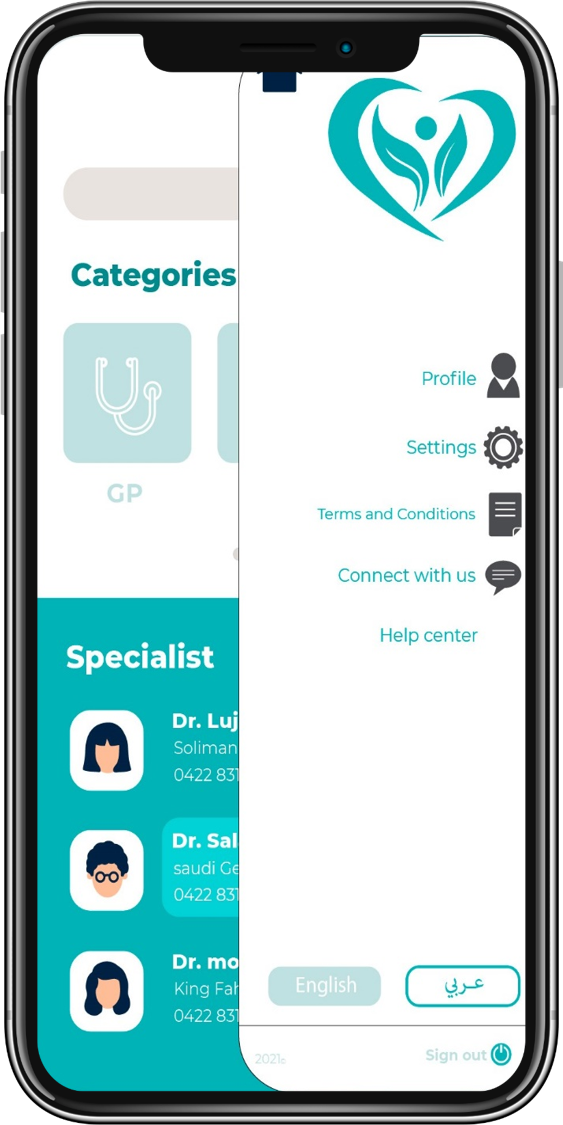 Categories
GP
Specialist
Dr. Luj
Soliman
0422 831
Dr. Sal
saudi Ge
0422 831
Dr. mo
King Fah
0422 831
Profile
Settings
Terms and Conditions
Connect with us
Help center
English
عربي
2021©
Sign out